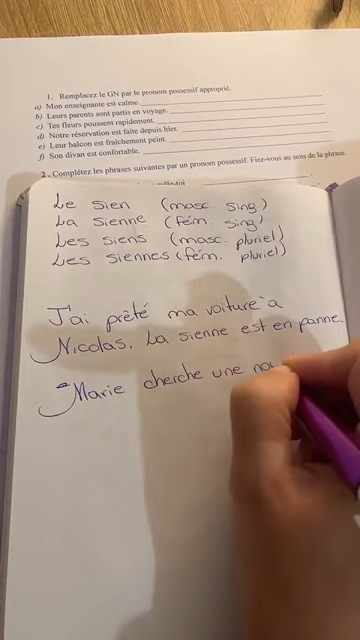 1. Remplacez le GN par le pronom possessif approprié.
a) Mon enseignante est calme.
b) Leurs parents sont partis en voyage.
c) Tes fleurs poussent rapidement.
d) Notre réservation est faite depuis hier.
e) Leur balcon est fraîchement peint.
f) Son divan est confortable.
2. Complétez les phrases suivantes par un pronom possessif. Fiez-vous au sens de la phrase.
Le sien (masc. sing.)
La sienne (fém. sing.)
Les siens (masc. pluriel)
Les siennes (fém. pluriel)
J'ai prêté ma voiture à
Nicolas. La sienne est en panne.
Marie cherche une